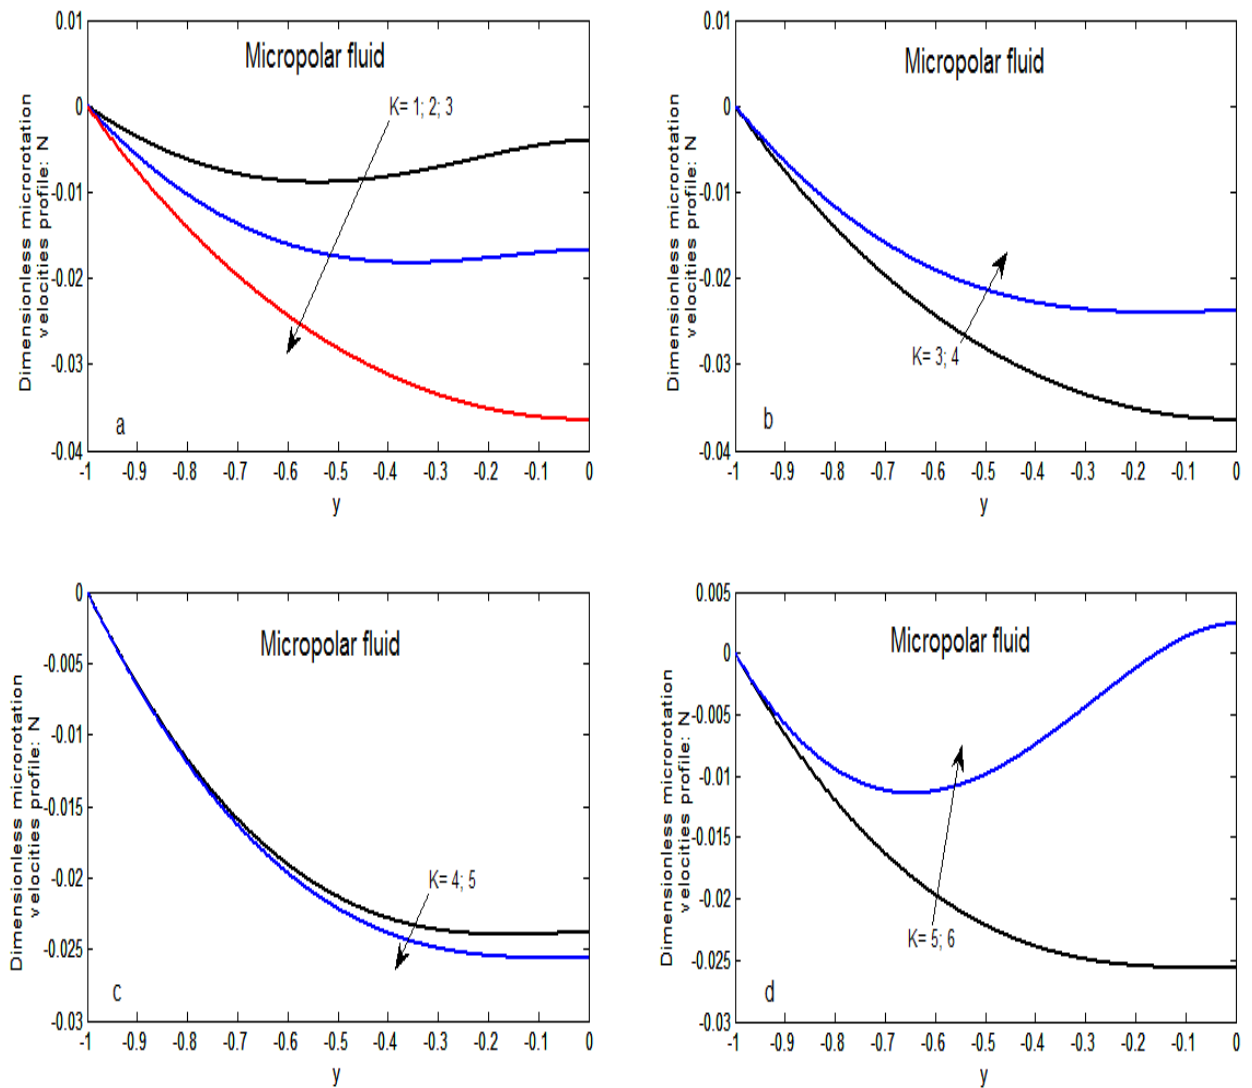 0.01
Micropolar fluid
K= 1; 2; 3
0
-0.01
-0.02
-0.03
-0.04
Dimensionless microrotation
velocities profile: N
a
-1 -0.9 -0.8 -0.7 -0.6 -0.5 -0.4 -0.3 -0.2 -0.1 0
y
0.01
Micropolar fluid
0
-0.01
-0.02
-0.03
-0.04
Dimensionless microrotation
velocities profile: N
K= 3; 4
b
-1 -0.9 -0.8 -0.7 -0.6 -0.5 -0.4 -0.3 -0.2 -0.1 0
y
0
Micropolar fluid
-0.005
-0.01
-0.015
-0.02
-0.025
-0.03
Dimensionless microrotation
velocities profile: N
K= 4; 5
c
-1 -0.9 -0.8 -0.7 -0.6 -0.5 -0.4 -0.3 -0.2 -0.1 0
y
0.005
Micropolar fluid
0
-0.005
-0.01
-0.015
-0.02
-0.025
-0.03
Dimensionless microrotation
velocities profile: N
K= 5; 6
d
-1 -0.9 -0.8 -0.7 -0.6 -0.5 -0.4 -0.3 -0.2 -0.1 0
y